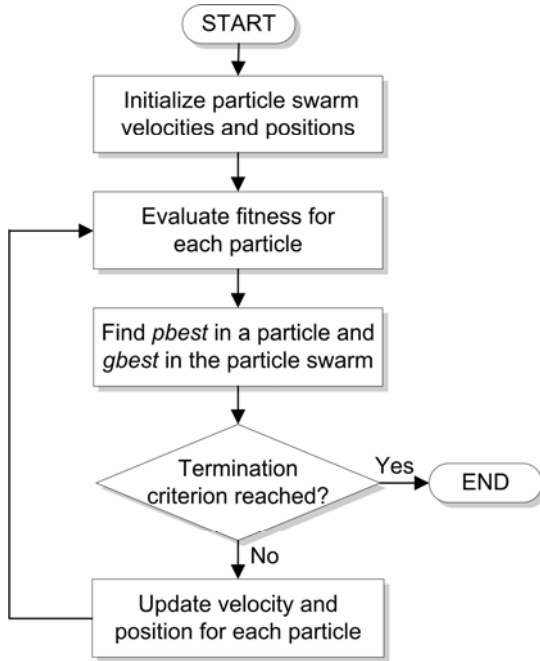 START
Initialize particle swarm
velocities and positions
Evaluate fitness for
each particle
Find pbest in a particle and
gbest in the particle swarm
Termination
criterion reached?
Yes
END
No
Update velocity and
position for each particle